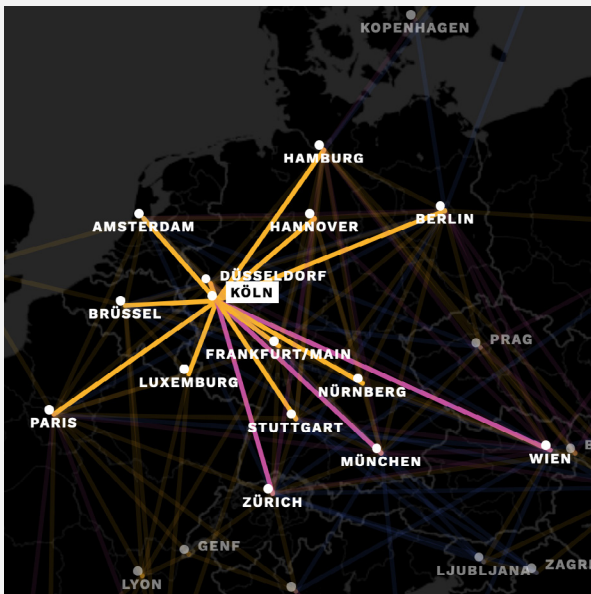 KOPENHAGEN
HAMBURG
AMSTERDAM
HANNOVER
BERLIN
DÜSSELDORF
KÖLN
BRÜSSEL
PRAG
FRANKFURT/MAIN
LUXEMBURG
NÜRNBERG
PARIS
STUTTGART
B
MÜNCHEN
WIEN
ZÜRICH
GENF
LJUBLJANA
ZAGR
LYON